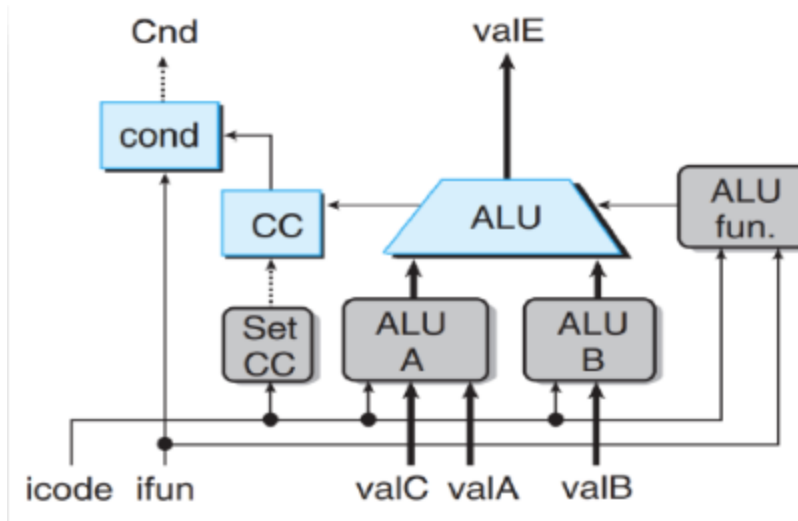 Cnd
valE
cond
CC
ALU
ALU
fun.
Set
CC
ALU
A
ALU
B
icode
ifun
valC
valA
valB